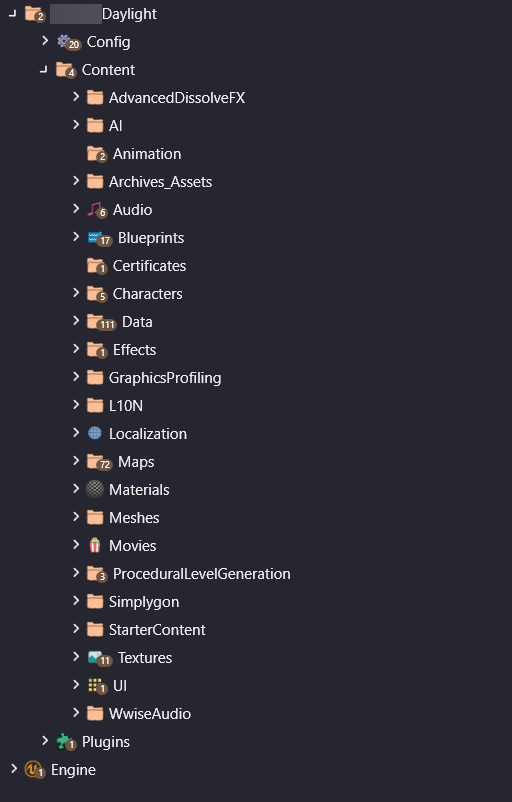 2 Daylight
20 Config
4 Content
AdvancedDissolveFX
AI
2 Animation
Archives_Assets
6 Audio
17 Blueprints
1 Certificates
5 Characters
111 Data
1 Effects
GraphicsProfiling
L10N
Localization
72 Maps
Materials
Meshes
Movies
3 ProceduralLevelGeneration
Simplygon
StarterContent
11 Textures
1 UI
WwiseAudio
1 Plugins
1 Engine